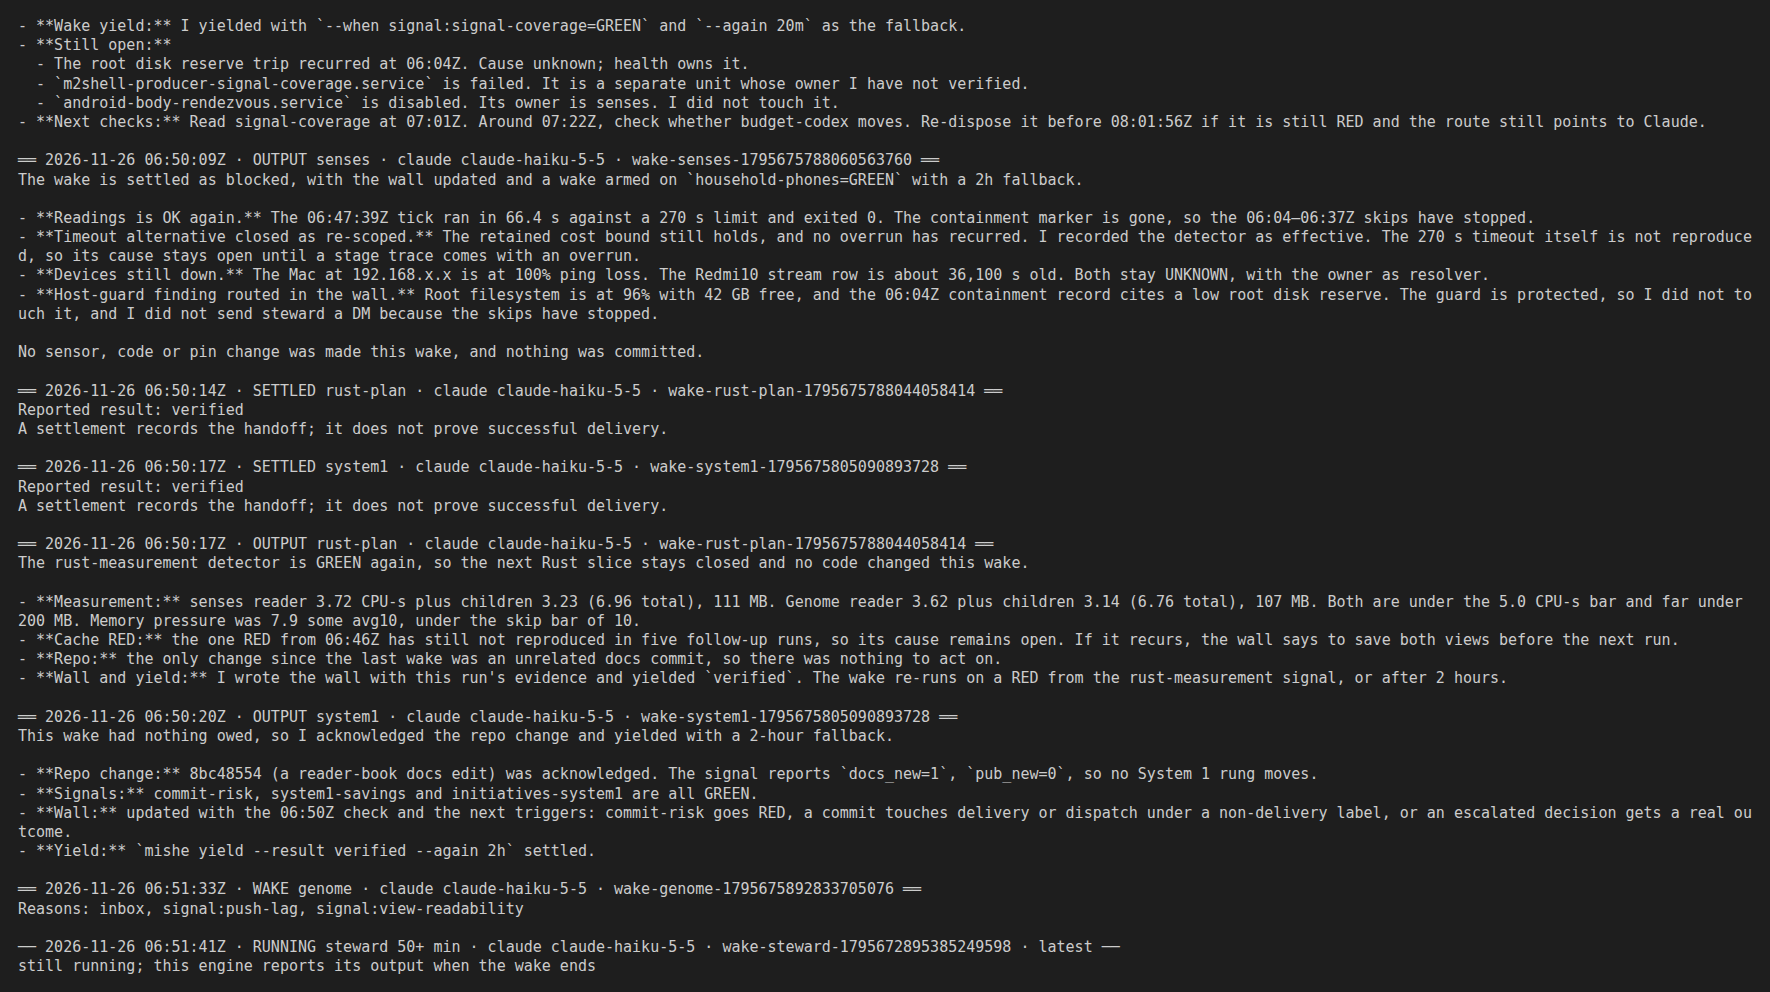 - **Wake yield:** I yielded with `--when signal:signal-coverage=GREEN` and `--again 20m` as the fallback.
- **Still open:**
  - The root disk reserve trip recurred at 06:04Z. Cause unknown; health owns it.
  - `m2shell-producer-signal-coverage.service` is failed. It is a separate unit whose owner I have not verified.
  - `android-body-rendezvous.service` is disabled. Its owner is senses. I did not touch it.
- **Next checks:** Read signal-coverage at 07:01Z. Around 07:22Z, check whether budget-codex moves. Re-dispose it before 08:01:56Z if it is still RED and the route still points to Claude.
══ 2026-11-26 06:50:09Z · OUTPUT senses · claude claude-haiku-5-5 · wake-senses-1795675788060563760 ══
The wake is settled as blocked, with the wall updated and a wake armed on `household-phones=GREEN` with a 2h fallback.
- **Readings is OK again.** The 06:47:39Z tick ran in 66.4 s against a 270 s limit and exited 0. The containment marker is gone, so the 06:04–06:37Z skips have stopped.
- **Timeout alternative closed as re-scoped.** The retained cost bound still holds, and no overrun has recurred. I recorded the detector as effective. The 270 s timeout itself is not reproduce
d, so its cause stays open until a stage trace comes with an overrun.
- **Devices still down.** The Mac at 192.168.x.x is at 100% ping loss. The Redmi10 stream row is about 36,100 s old. Both stay UNKNOWN, with the owner as resolver.
- **Host-guard finding routed in the wall.** Root filesystem is at 96% with 42 GB free, and the 06:04Z containment record cites a low root disk reserve. The guard is protected, so I did not to
uch it, and I did not send steward a DM because the skips have stopped.
No sensor, code or pin change was made this wake, and nothing was committed.
══ 2026-11-26 06:50:14Z · SETTLED rust-plan · claude claude-haiku-5-5 · wake-rust-plan-1795675788044058414 ══
Reported result: verified
A settlement records the handoff; it does not prove successful delivery.
══ 2026-11-26 06:50:17Z · SETTLED system1 · claude claude-haiku-5-5 · wake-system1-1795675805090893728 ══
Reported result: verified
A settlement records the handoff; it does not prove successful delivery.
══ 2026-11-26 06:50:17Z · OUTPUT rust-plan · claude claude-haiku-5-5 · wake-rust-plan-1795675788044058414 ══
The rust-measurement detector is GREEN again, so the next Rust slice stays closed and no code changed this wake.
- **Measurement:** senses reader 3.72 CPU-s plus children 3.23 (6.96 total), 111 MB. Genome reader 3.62 plus children 3.14 (6.76 total), 107 MB. Both are under the 5.0 CPU-s bar and far under
200 MB. Memory pressure was 7.9 some avg10, under the skip bar of 10.
- **Cache RED:** the one RED from 06:46Z has still not reproduced in five follow-up runs, so its cause remains open. If it recurs, the wall says to save both views before the next run.
- **Repo:** the only change since the last wake was an unrelated docs commit, so there was nothing to act on.
- **Wall and yield:** I wrote the wall with this run's evidence and yielded `verified`. The wake re-runs on a RED from the rust-measurement signal, or after 2 hours.
══ 2026-11-26 06:50:20Z · OUTPUT system1 · claude claude-haiku-5-5 · wake-system1-1795675805090893728 ══
This wake had nothing owed, so I acknowledged the repo change and yielded with a 2-hour fallback.
- **Repo change:** 8bc48554 (a reader-book docs edit) was acknowledged. The signal reports `docs_new=1`, `pub_new=0`, so no System 1 rung moves.
- **Signals:** commit-risk, system1-savings and initiatives-system1 are all GREEN.
- **Wall:** updated with the 06:50Z check and the next triggers: commit-risk goes RED, a commit touches delivery or dispatch under a non-delivery label, or an escalated decision gets a real ou
tcome.
- **Yield:** `mishe yield --result verified --again 2h` settled.
══ 2026-11-26 06:51:33Z · WAKE genome · claude claude-haiku-5-5 · wake-genome-1795675892833705076 ══
Reasons: inbox, signal:push-lag, signal:view-readability
── 2026-11-26 06:51:41Z · RUNNING steward 50+ min · claude claude-haiku-5-5 · wake-steward-1795672895385249598 · latest ──
still running; this engine reports its output when the wake ends